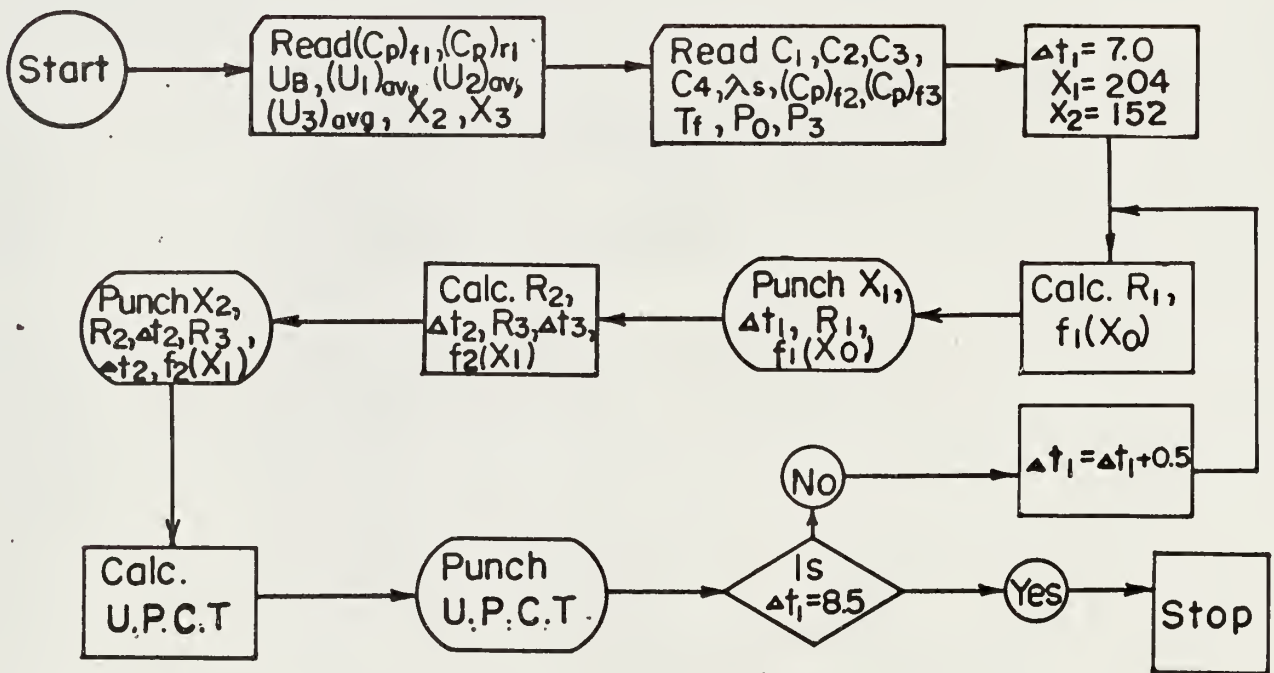 Start
Read(Cp)f1,(Cp)r1
UB,(U1)avg,(U2)avg,
(U3)avg, X2, X3
Read C1,C2,C3,
C4,λs,(Cp)f2,(Cp)f3
Tf, P0, P3
Δt1= 7.0
X1= 204
X2= 152
Calc. R1,
f1(X0)
Punch X1,
Δt1, R1,
f1(X0)
Calc. R2,
Δt2, R3,Δt3,
f2(X1)
Punch X2,
R2,Δt2,R3,
Δt2,f2(X1)
Calc.
U.P.C.T
Punch
U.P.C.T.
Is
Δt1=8.5
No
Δt1=Δt1+0.5
Yes
Stop